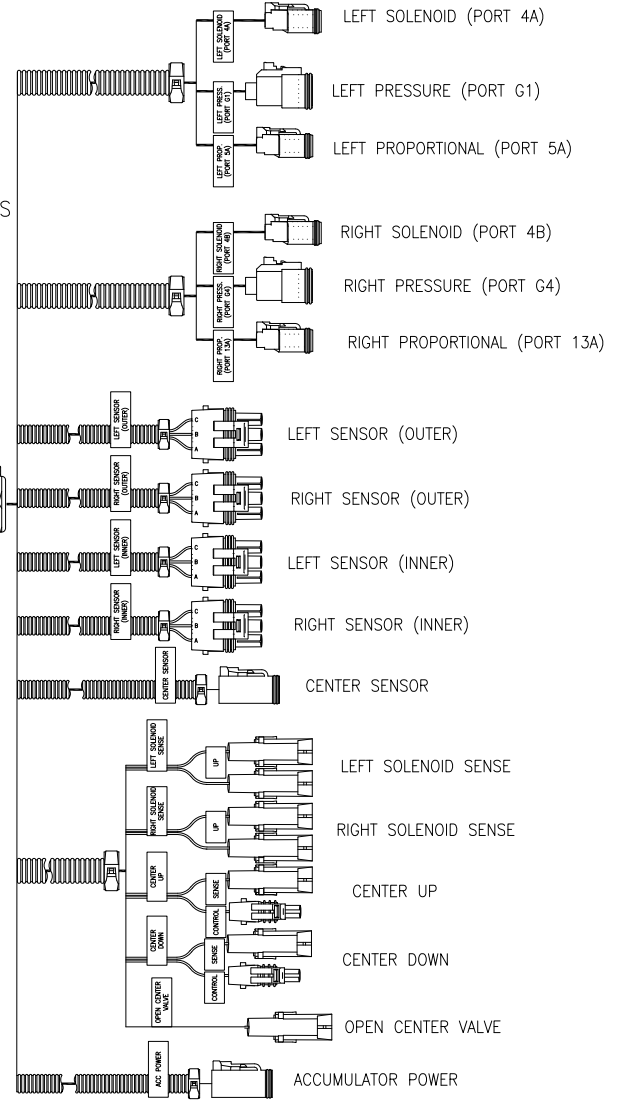 LEFT SOLENOID
(PORT 4A)
LEFT SOLENOID (PORT 4A)
LEFT PRESS.
(PORT G1)
LEFT PRESSURE (PORT G1)
LEFT PROP.
(PORT 5A)
LEFT PROPORTIONAL (PORT 5A)
S
RIGHT SOLENOID
(PORT 4B)
RIGHT SOLENOID (PORT 4B)
RIGHT PRESS.
(PORT G4)
RIGHT PRESSURE (PORT G4)
RIGHT PROP.
(PORT 13A)
RIGHT PROPORTIONAL (PORT 13A)
LEFT SENSOR
(OUTER)
C
B
A
LEFT SENSOR (OUTER)
RIGHT SENSOR
(OUTER)
C
B
A
RIGHT SENSOR (OUTER)
LEFT SENSOR
(INNER)
C
B
A
LEFT SENSOR (INNER)
RIGHT SENSOR
(INNER)
C
B
A
RIGHT SENSOR (INNER)
CENTER SENSOR
CENTER SENSOR
LEFT SOLENOID
SENSE
UP
LEFT SOLENOID SENSE
RIGHT SOLENOID
SENSE
UP
RIGHT SOLENOID SENSE
CENTER
UP
SENSE
CONTROL
CENTER UP
CENTER
DOWN
SENSE
CONTROL
CENTER DOWN
OPEN CENTER
VALVE
OPEN CENTER VALVE
ACC POWER
ACCUMULATOR POWER